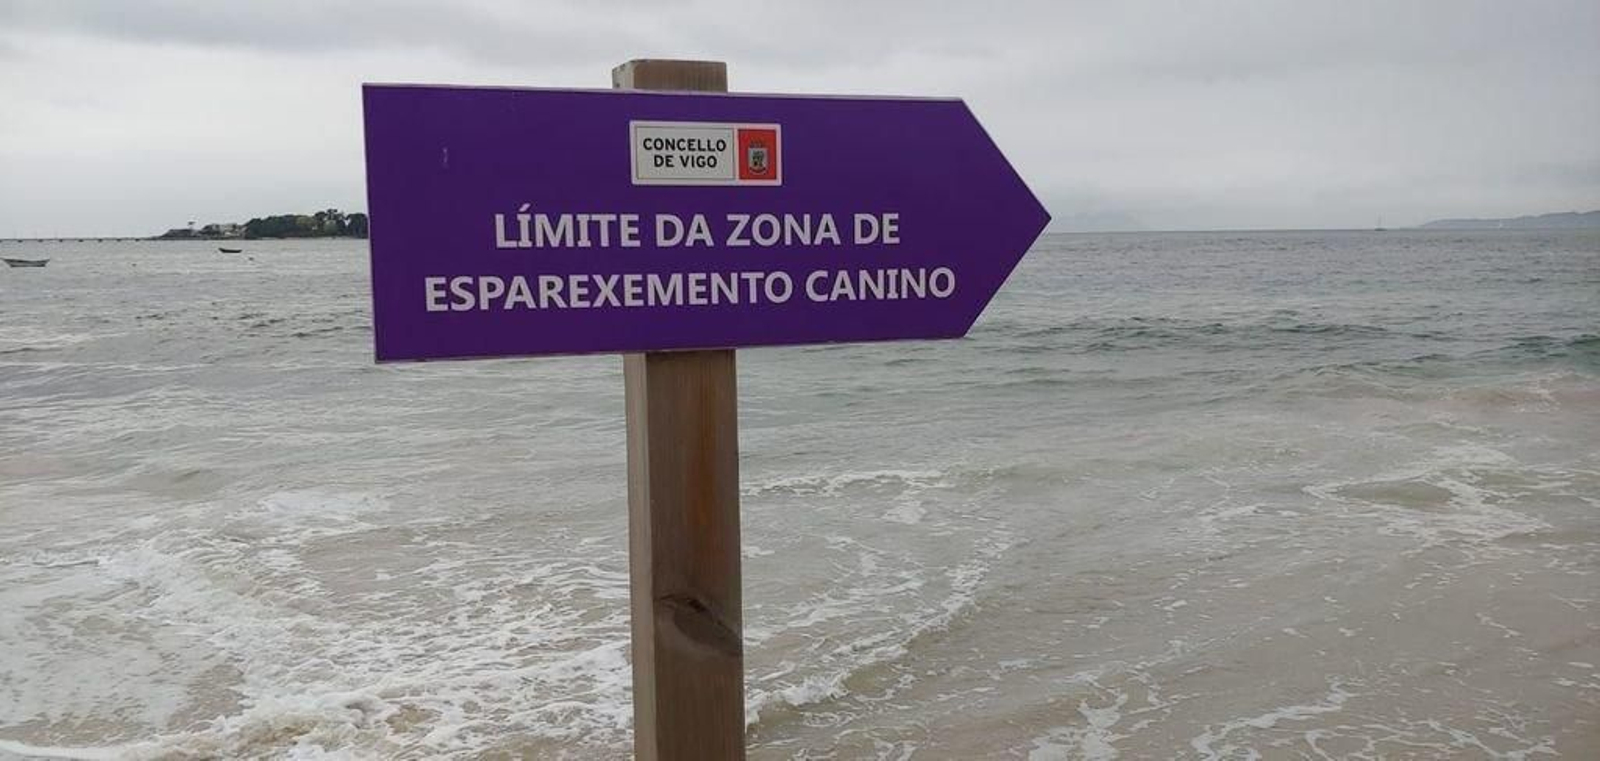 CONCELLO
DE VIGO
LÍMITE DA ZONA DE
ESPAREXEMENTO CANINO